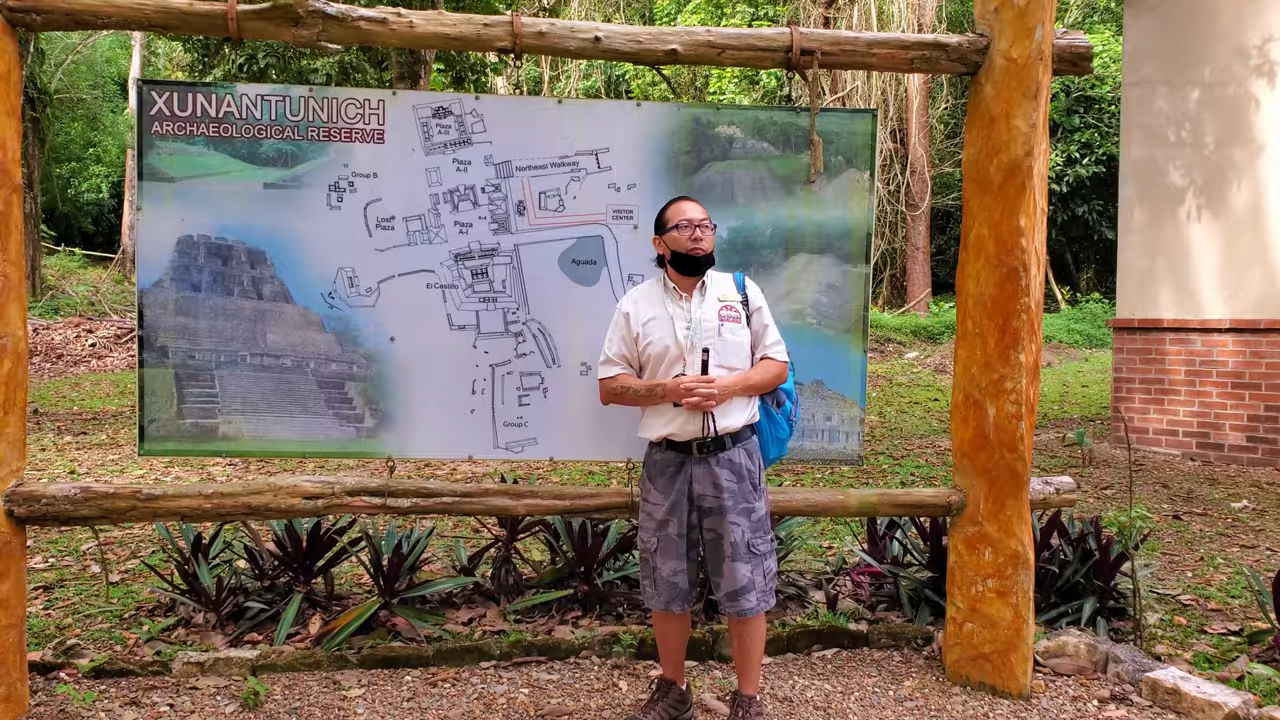 XUNANTUNICH
ARCHAEOLOGICAL RESERVE
Plaza
A-III
Plaza
A-II
Northeast Walkway
Group B
VISITOR
CENTER
Lost
Plaza
A-4
Plaza
A-I
Aguada
El Castillo
Group C